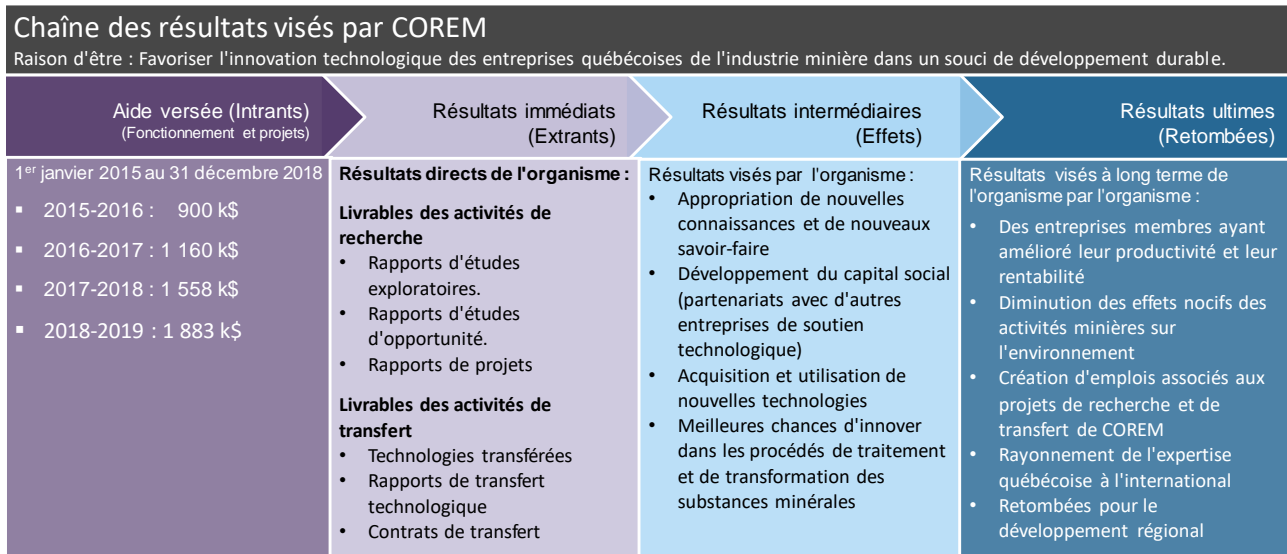 Chaîne des résultats visés par COREM
Raison d'être : Favoriser l'innovation technologique des entreprises québécoises de l'industrie minière dans un souci de développement durable.
Aide versée (Intrants)
(Fonctionnement et projets)
1er janvier 2015 au 31 décembre 2018
▪ 2015-2016 : 900 k$
▪ 2016-2017 : 1 160 k$
▪ 2017-2018 : 1 558 k$
▪ 2018-2019 : 1 883 k$
Résultats immédiats
(Extrants)
Résultats directs de l'organisme :
Livrables des activités de
recherche
• Rapports d'études
exploratoires.
• Rapports d'études
d'opportunité.
• Rapports de projets
Livrables des activités de
transfert
• Technologies transférées
• Rapports de transfert
technologique
• Contrats de transfert
Résultats intermédiaires
(Effets)
Résultats visés par l'organisme :
• Appropriation de nouvelles
connaissances et de nouveaux
savoir-faire
• Développement du capital social
(partenariats avec d'autres
entreprises de soutien
technologique)
• Acquisition et utilisation de
nouvelles technologies
• Meilleures chances d'innover
dans les procédés de traitement
et de transformation des
substances minérales
Résultats ultimes
(Retombées)
Résultats visés à long terme de
l'organisme par l'organisme :
• Des entreprises membres ayant
amélioré leur productivité et leur
rentabilité
• Diminution des effets nocifs des
activités minières sur
l'environnement
• Création d'emplois associés aux
projets de recherche et de
transfert de COREM
• Rayonnement de l'expertise
québécoise à l'international
• Retombées pour le
développement régional